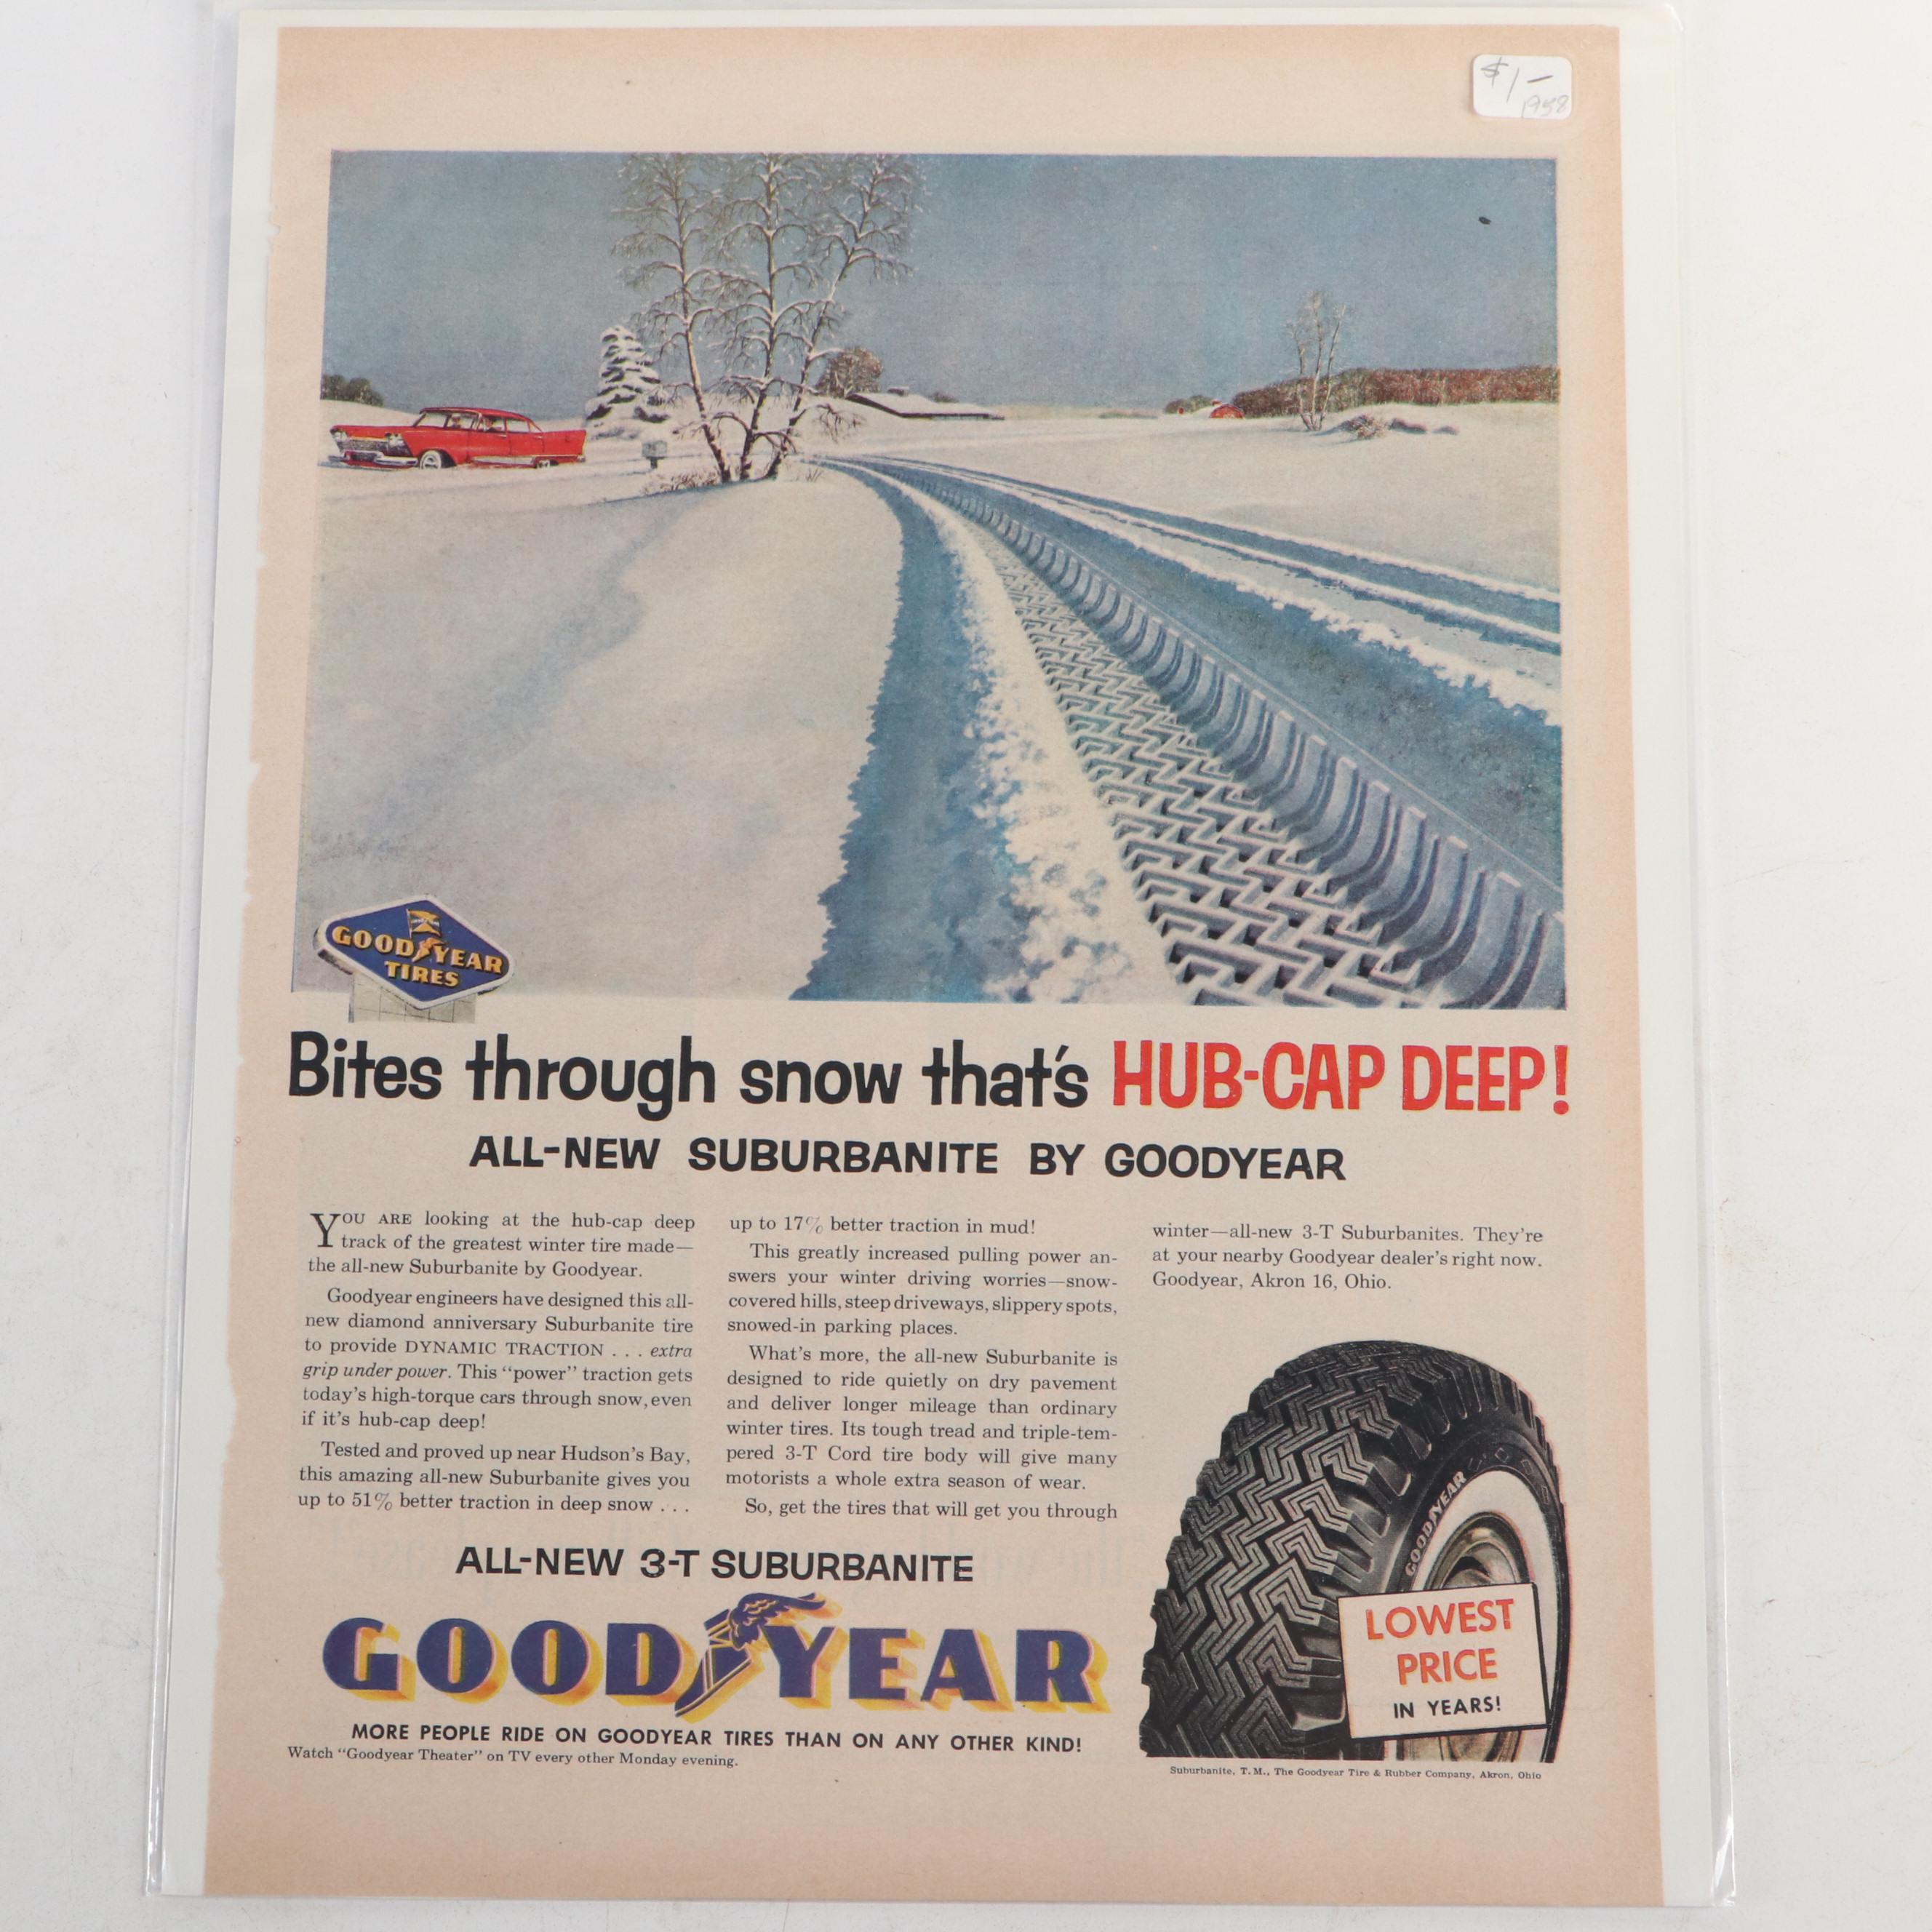 $1-
1958
GOODYEAR
TIRES
Bites through snow that's HUB-CAP DEEP!
ALL-NEW SUBURBANITE BY GOODYEAR
YOU ARE looking at the hub-cap deep
track of the greatest winter tire made—
the all-new Suburbanite by Goodyear.
Goodyear engineers have designed this all-
new diamond anniversary Suburbanite tire
to provide DYNAMIC TRACTION . . . extra
grip under power. This “power” traction gets
today's high-torque cars through snow, even
if it's hub-cap deep!
Tested and proved up near Hudson's Bay,
this amazing all-new Suburbanite gives you
up to 51% better traction in deep snow . . .
up to 17% better traction in mud!
This greatly increased pulling power an-
swers your winter driving worries—snow-
covered hills, steep driveways, slippery spots,
snowed-in parking places.
What's more, the all-new Suburbanite is
designed to ride quietly on dry pavement
and deliver longer mileage than ordinary
winter tires. Its tough tread and triple-tem-
pered 3-T Cord tire body will give many
motorists a whole extra season of wear.
So, get the tires that will get you through
winter—all-new 3-T Suburbanites. They're
at your nearby Goodyear dealer's right now.
Goodyear, Akron 16, Ohio.
ALL-NEW 3-T SUBURBANITE
GOODYEAR
MORE PEOPLE RIDE ON GOODYEAR TIRES THAN ON ANY OTHER KIND!
Watch “Goodyear Theater” on TV every other Monday evening.
GOODYEAR
LOWEST
PRICE
IN YEARS!
Suburbanite, T. M., The Goodyear Tire & Rubber Company, Akron, Ohio